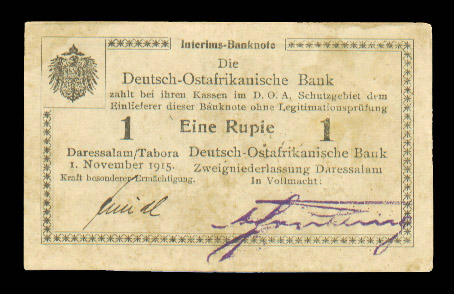 Interims-Banknote
Die
Deutsch-Ostafrikanische Bank
zahlt bei ihren Kassen im D. O. A. Schutzgebiet dem
Einlieferer dieser Banknote ohne Legitimationsprüfung
1 Eine Rupie 1
Daressalam/Tabora
1. November 1915.
Kraft besonderer Ermächtigung.
Deutsch-Ostafrikanische Bank
Zweigniederlassung Daressalam
In Vollmacht: